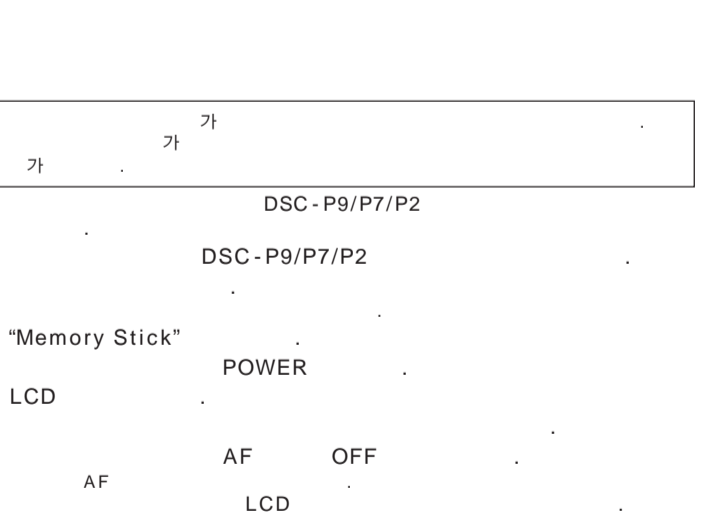 가 .
가
가 .
DSC-P9/P7/P2
.
DSC-P9/P7/P2 .
.
.
“Memory Stick" .
POWER .
LCD .
.
AF OFF .
AF .
LCD .